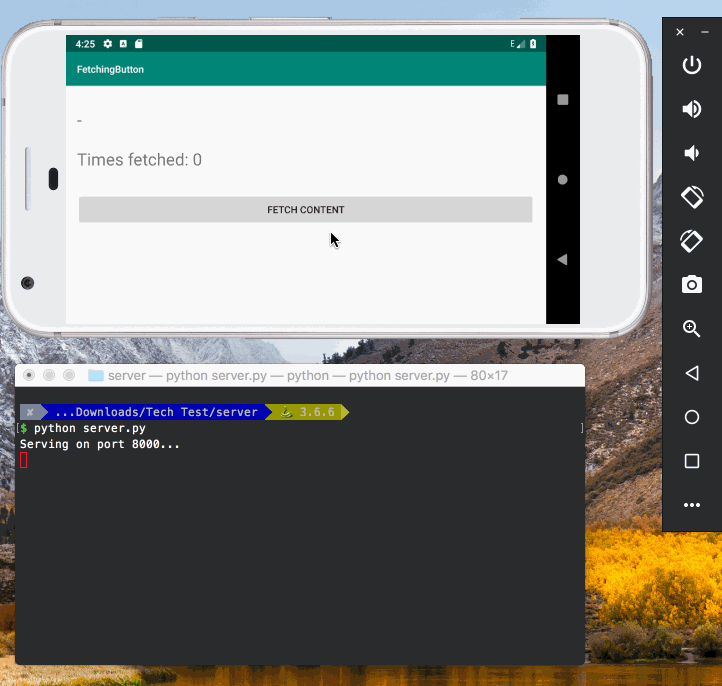 4:25
E
FetchingButton
-
Times fetched: 0
FETCH CONTENT
server — python server.py — python — python server.py — 80×17
✘ ...Downloads/Tech Test/server 🐍 3.6.6
[$ python server.py ]
Serving on port 8000...